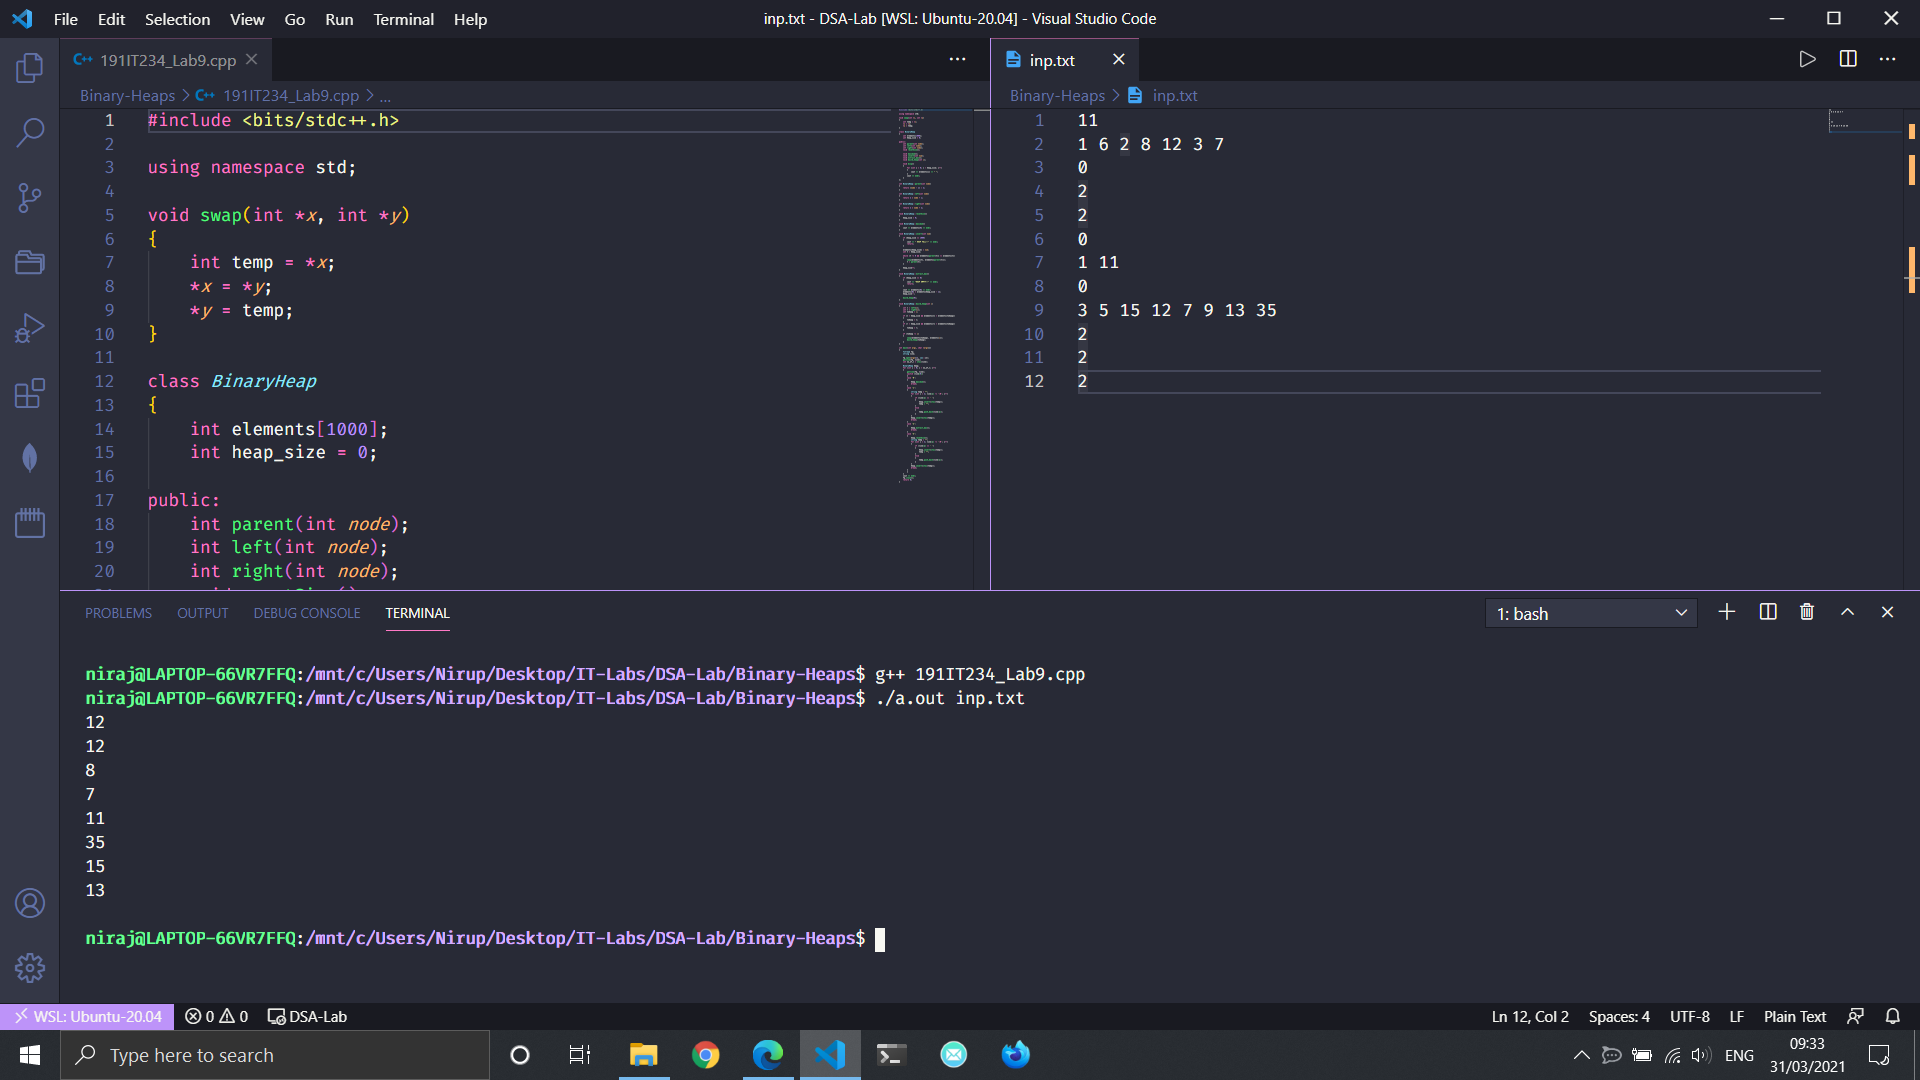 File Edit Selection View Go Run Terminal Help
inp.txt - DSA-Lab [WSL: Ubuntu-20.04] - Visual Studio Code
191IT234_Lab9.cpp
Binary-Heaps > 191IT234_Lab9.cpp > ...
1 #include <bits/stdc++.h>
2
3 using namespace std;
4
5 void swap(int *x, int *y)
6 {
7 int temp = *x;
8 *x = *y;
9 *y = temp;
10 }
11
12 class BinaryHeap
13 {
14 int elements[1000];
15 int heap_size = 0;
16
17 public:
18 int parent(int node);
19 int left(int node);
20 int right(int node);
inp.txt
Binary-Heaps > inp.txt
1 11
2 1 6 2 8 12 3 7
3 0
4 2
5 2
6 0
7 1 11
8 0
9 3 5 15 12 7 9 13 35
10 2
11 2
12 2
PROBLEMS OUTPUT DEBUG CONSOLE TERMINAL
1: bash
niraj@LAPTOP-66VR7FFQ:/mnt/c/Users/Nirup/Desktop/IT-Labs/DSA-Lab/Binary-Heaps$ g++ 191IT234_Lab9.cpp
niraj@LAPTOP-66VR7FFQ:/mnt/c/Users/Nirup/Desktop/IT-Labs/DSA-Lab/Binary-Heaps$ ./a.out inp.txt
12
12
8
7
11
35
15
13
niraj@LAPTOP-66VR7FFQ:/mnt/c/Users/Nirup/Desktop/IT-Labs/DSA-Lab/Binary-Heaps$
WSL: Ubuntu-20.04 0 0 DSA-Lab
Ln 12, Col 2 Spaces: 4 UTF-8 LF Plain Text
Type here to search
ENG
09:33
31/03/2021